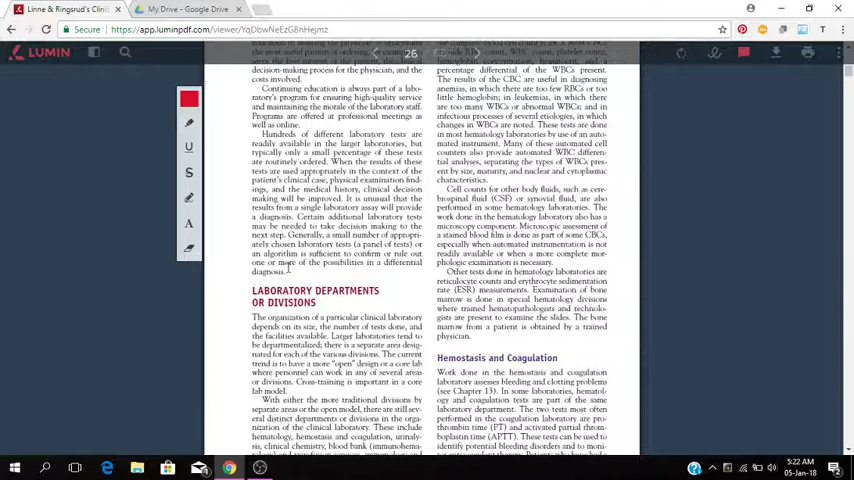 Linne & Ringsrud's Clini
My Drive - Google Drive
Secure
https://app.luminpdf.com/viewer/YqDowNeEzGBnHejmz
LUMIN
26
decision-making process for the physician, and the
costs involved.
Continuing education is always part of a labo-
ratory's program for ensuring high-quality service
and maintaining the morale of the laboratory staff.
Programs are offered at professional meetings as
well as online.
Hundreds of different laboratory tests are
readily available in the larger laboratories, but
typically only a small percentage of these tests
are routinely ordered. When the results of these
tests are used appropriately in the context of the
patient's clinical case, physical examination find-
ings, and the medical history, clinical decision
making will be improved. It is unusual that the
results from a single laboratory assay will provide
a diagnosis. Certain additional laboratory tests
may be needed to take decision making to the
next step. Generally, a small number of appropri-
ately chosen laboratory tests (a panel of tests) or
an algorithm is sufficient to confirm or rule out
one or more of the possibilities in a differential
diagnosis.
LABORATORY DEPARTMENTS
OR DIVISIONS
The organization of a particular clinical laboratory
depends on its size, the number of tests done, and
the facilities available. Larger laboratories tend to
be departmentalized; there is a separate area desig-
nated for each of the various divisions. The current
trend is to have a more "open" design or a core lab
where personnel can work in any of several areas
or divisions. Cross-training is important in a core
lab model.
With either the more traditional divisions by
separate areas or the open model, there are still sev-
eral distinct departments or divisions in the orga-
nization of the clinical laboratory. These include
hematology, hemostasis and coagulation, urinaly-
sis, clinical chemistry, blood bank (immunohema-
percentage differential of the WBCs present.
The results of the CBC are useful in diagnosing
anemias, in which there are too few RBCs or too
little hemoglobin; in leukemias, in which there
are too many WBCs or abnormal WBCs; and in
infectious processes of several etiologies, in which
changes in WBCs are noted. These tests are done
in most hematology laboratories by use of an auto-
mated instrument. Many of these automated cell
counters also provide automated WBC differen-
tial analyses, separating the types of WBCs pres-
ent by size, maturity, and nuclear and cytoplasmic
characteristics.
Cell counts for other body fluids, such as cere-
brospinal fluid (CSF) or synovial fluid, are also
performed in some hematology laboratories. The
work done in the hematology laboratory also has a
microscopy component. Microscopic assessment of
a stained blood film is done as part of some CBCs,
especially when automated instrumentation is not
readily available or when a more complete mor-
phologic examination is necessary.
Other tests done in hematology laboratories are
reticulocyte counts and erythrocyte sedimentation
rate (ESR) measurements. Examination of bone
marrow is done in special hematology divisions
where trained hematopathologists and technolo-
gists are present to examine the slides. The bone
marrow from a patient is obtained by a trained
physician.
Hemostasis and Coagulation
Work done in the hemostasis and coagulation
laboratory assesses bleeding and clotting problems
(see Chapter 13). In some laboratories, hematol-
ogy and coagulation tests are part of the same
laboratory department. The two tests most often
performed in the coagulation laboratory are pro-
thrombin time (PT) and activated partial throm-
boplastin time (APTT). These tests can be used to
identify potential bleeding disorders and to moni-
5:22 AM
05-Jan-18